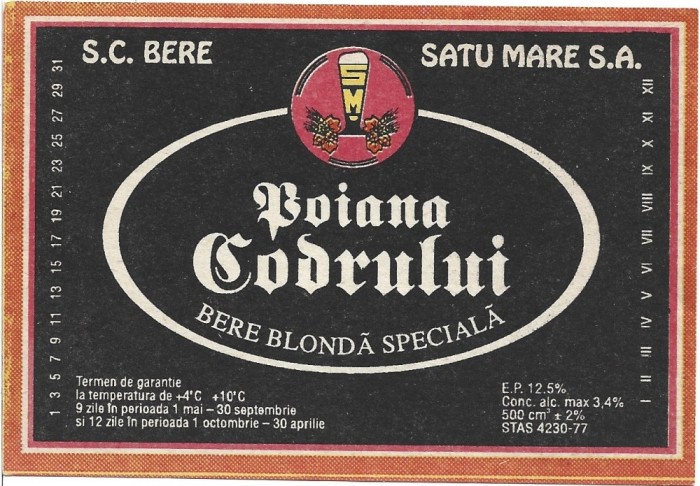 S.C. BERE
SATU MARE S.A.
SM
Poiana
Codrului
BERE BLONDÃ SPECIALÃ
Termen de garantie
la temperatura de +4°C +10°C
9 zile în perioada 1 mai – 30 septembrie
si 12 zile în perioada 1 octombrie – 30 aprilie
E.P. 12.5%
Conc. alc. max 3,4%
500 cm³ ± 2%
STAS 4230-77
1 3 5 7 9 11 13 15 17 19 21 23 25 27 29 31
I II III IV V VI VII VIII IX X XI XII